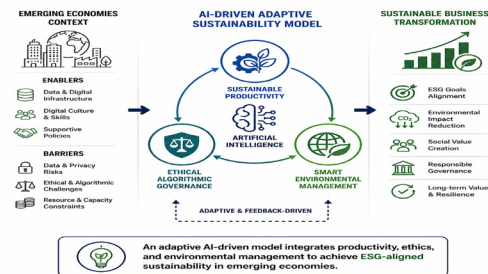 EMERGING ECONOMIES
CONTEXT
ENABLERS
Data & Digital
Infrastructure
Digital Culture
& Skills
Supportive
Policies
BARRIERS
Data & Privacy
Risks
Ethical & Algorithmic
Challenges
Resource & Capacity
Constraints
AI-DRIVEN ADAPTIVE
SUSTAINABILITY MODEL
SUSTAINABLE
PRODUCTIVITY
ARTIFICIAL
INTELLIGENCE
ETHICAL
ALGORITHMIC
GOVERNANCE
SMART
ENVIRONMENTAL
MANAGEMENT
ADAPTIVE & FEEDBACK-DRIVEN
SUSTAINABLE BUSINESS
TRANSFORMATION
ESG Goals
Alignment
CO₂
Environmental
Impact
Reduction
Social Value
Creation
Responsible
Governance
Long-term Value
& Resilience
An adaptive AI-driven model integrates productivity, ethics,
and environmental management to achieve ESG-aligned
sustainability in emerging economies.